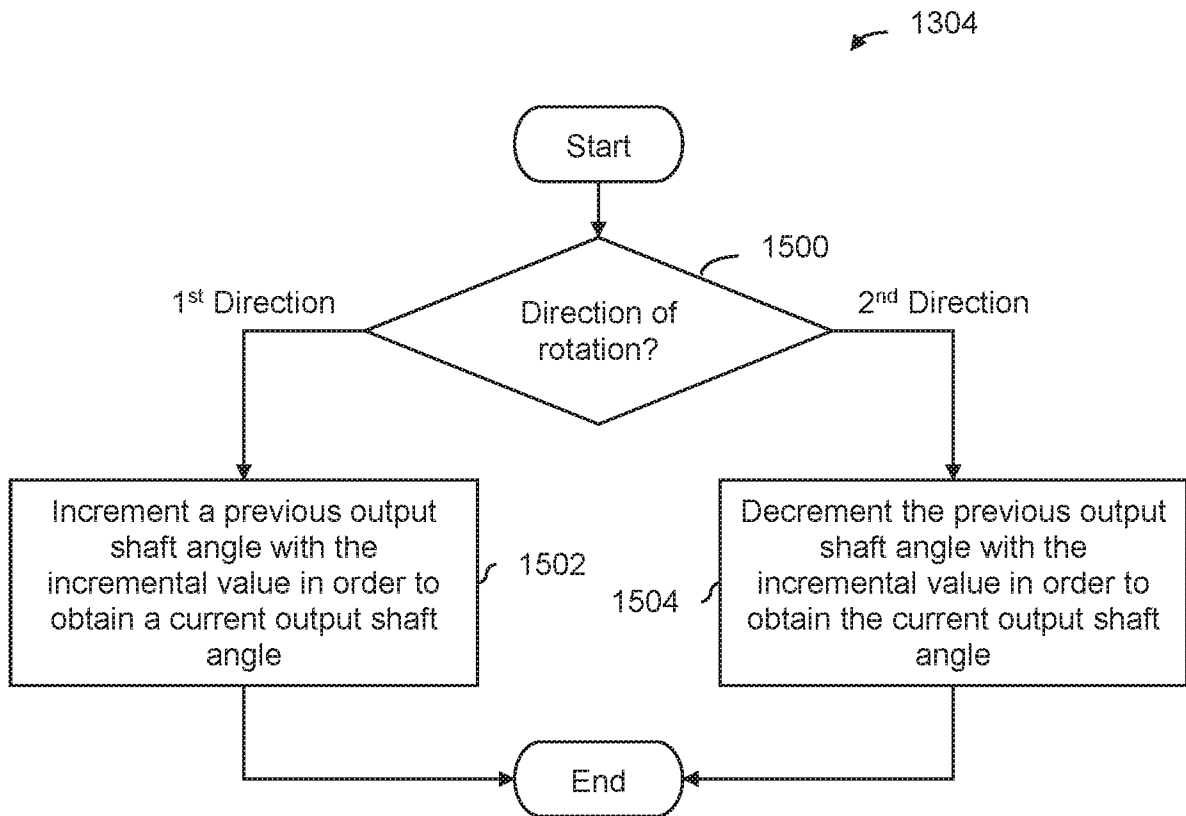 1304
Start
1500
1st Direction
2nd Direction
Direction of
rotation?
Increment a previous output
shaft angle with the
incremental value in order to
obtain a current output shaft
angle
1502
Decrement the previous output
shaft angle with the
incremental value in order to
obtain the current output shaft
angle
1504
End